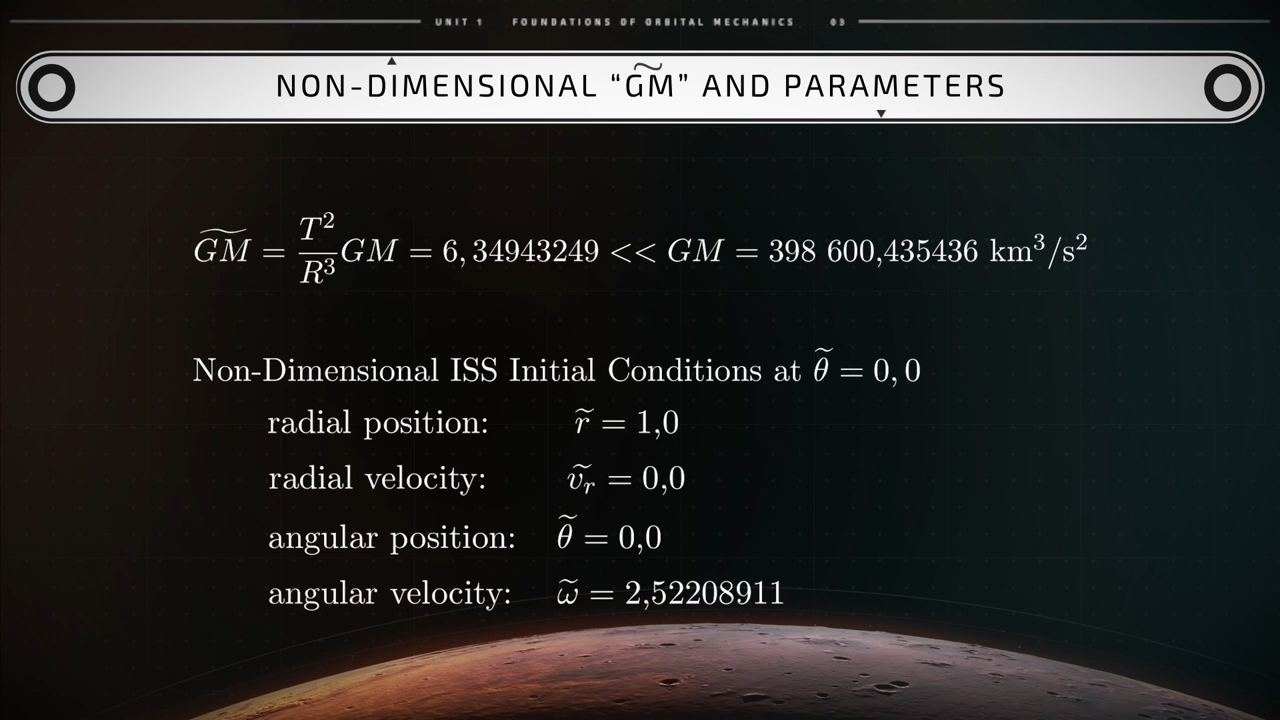 UNIT 1 FOUNDATIONS OF ORBITAL MECHANICS 03
NON-DIMENSIONAL “G͠M” AND PARAMETERS
G͠M = T²/R³ GM = 6, 34943249 << GM = 398 600,435436 km³/s²
Non-Dimensional ISS Initial Conditions at θ̃ = 0, 0
radial position: r̃ = 1,0
radial velocity: ṽᵣ = 0,0
angular position: θ̃ = 0,0
angular velocity: ω̃ = 2,52208911